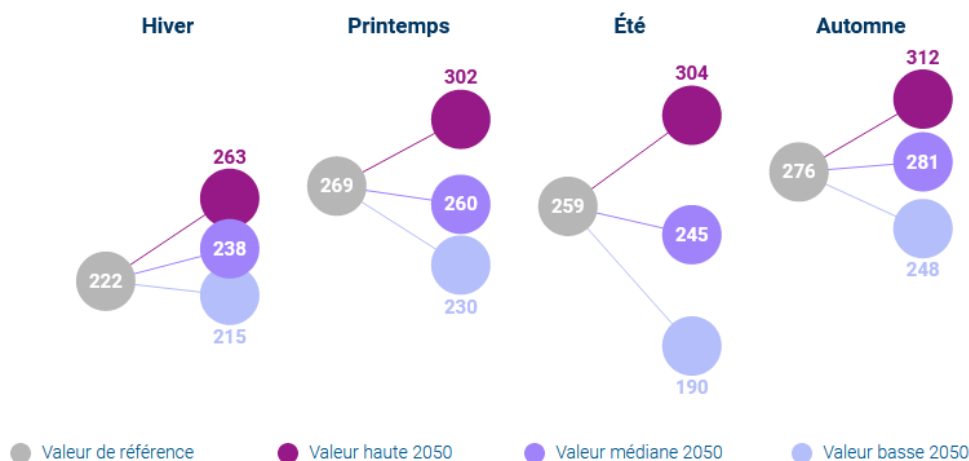 Hiver
263
222
238
215
Printemps
302
269
260
230
Été
304
259
245
190
Automne
312
276
281
248
Valeur de référence
Valeur haute 2050
Valeur médiane 2050
Valeur basse 2050